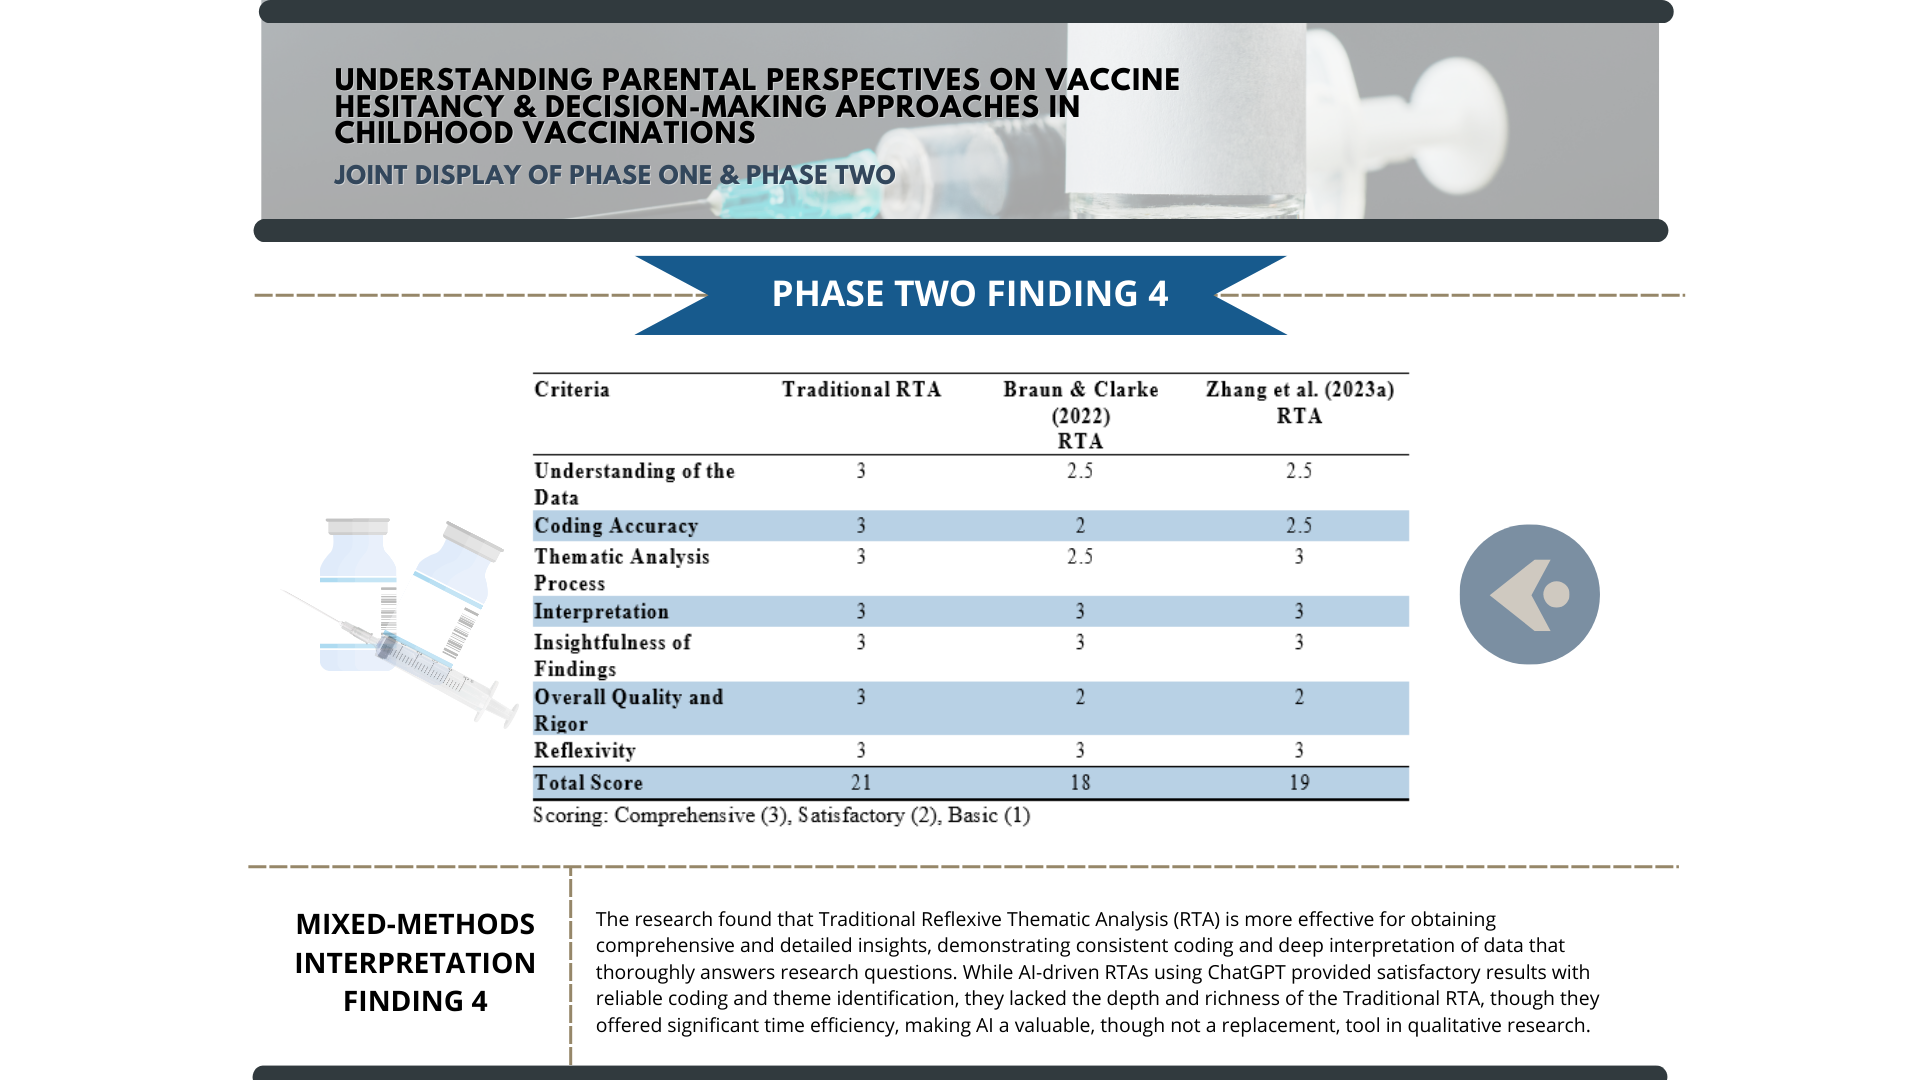 UNDERSTANDING PARENTAL PERSPECTIVES ON VACCINE
HESITANCY & DECISION-MAKING APPROACHES IN
CHILDHOOD VACCINATIONS
JOINT DISPLAY OF PHASE ONE & PHASE TWO
PHASE TWO FINDING 4
Criteria Traditional RTA Braun & Clarke Zhang et al. (2023a)
(2022) RTA
RTA
Understanding of the 3 2.5 2.5
Data
Coding Accuracy 3 2 2.5
Thematic Analysis 3 2.5 3
Process
Interpretation 3 3 3
Insightfulness of 3 3 3
Findings
Overall Quality and 3 2 2
Rigor
Reflexivity 3 3 3
Total Score 21 18 19
Scoring: Comprehensive (3), Satisfactory (2), Basic (1)
MIXED-METHODS
INTERPRETATION
FINDING 4
The research found that Traditional Reflexive Thematic Analysis (RTA) is more effective for obtaining
comprehensive and detailed insights, demonstrating consistent coding and deep interpretation of data that
thoroughly answers research questions. While AI-driven RTAs using ChatGPT provided satisfactory results with
reliable coding and theme identification, they lacked the depth and richness of the Traditional RTA, though they
offered significant time efficiency, making AI a valuable, though not a replacement, tool in qualitative research.